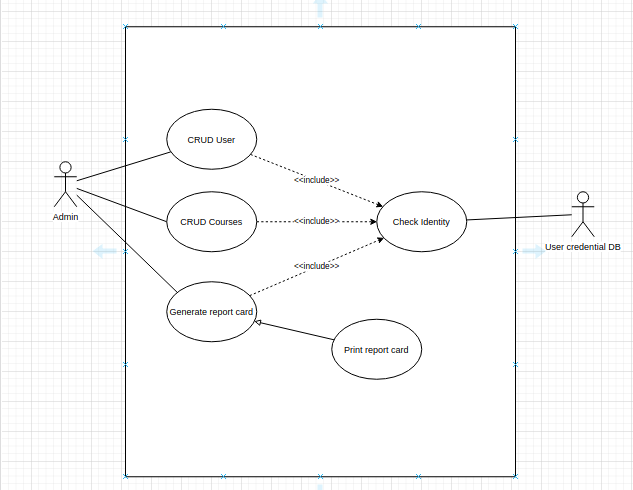 CRUD User
<<include>>
Admin
CRUD Courses
<<include>>
Check Identity
User credential DB
<<include>>
Generate report card
Print report card